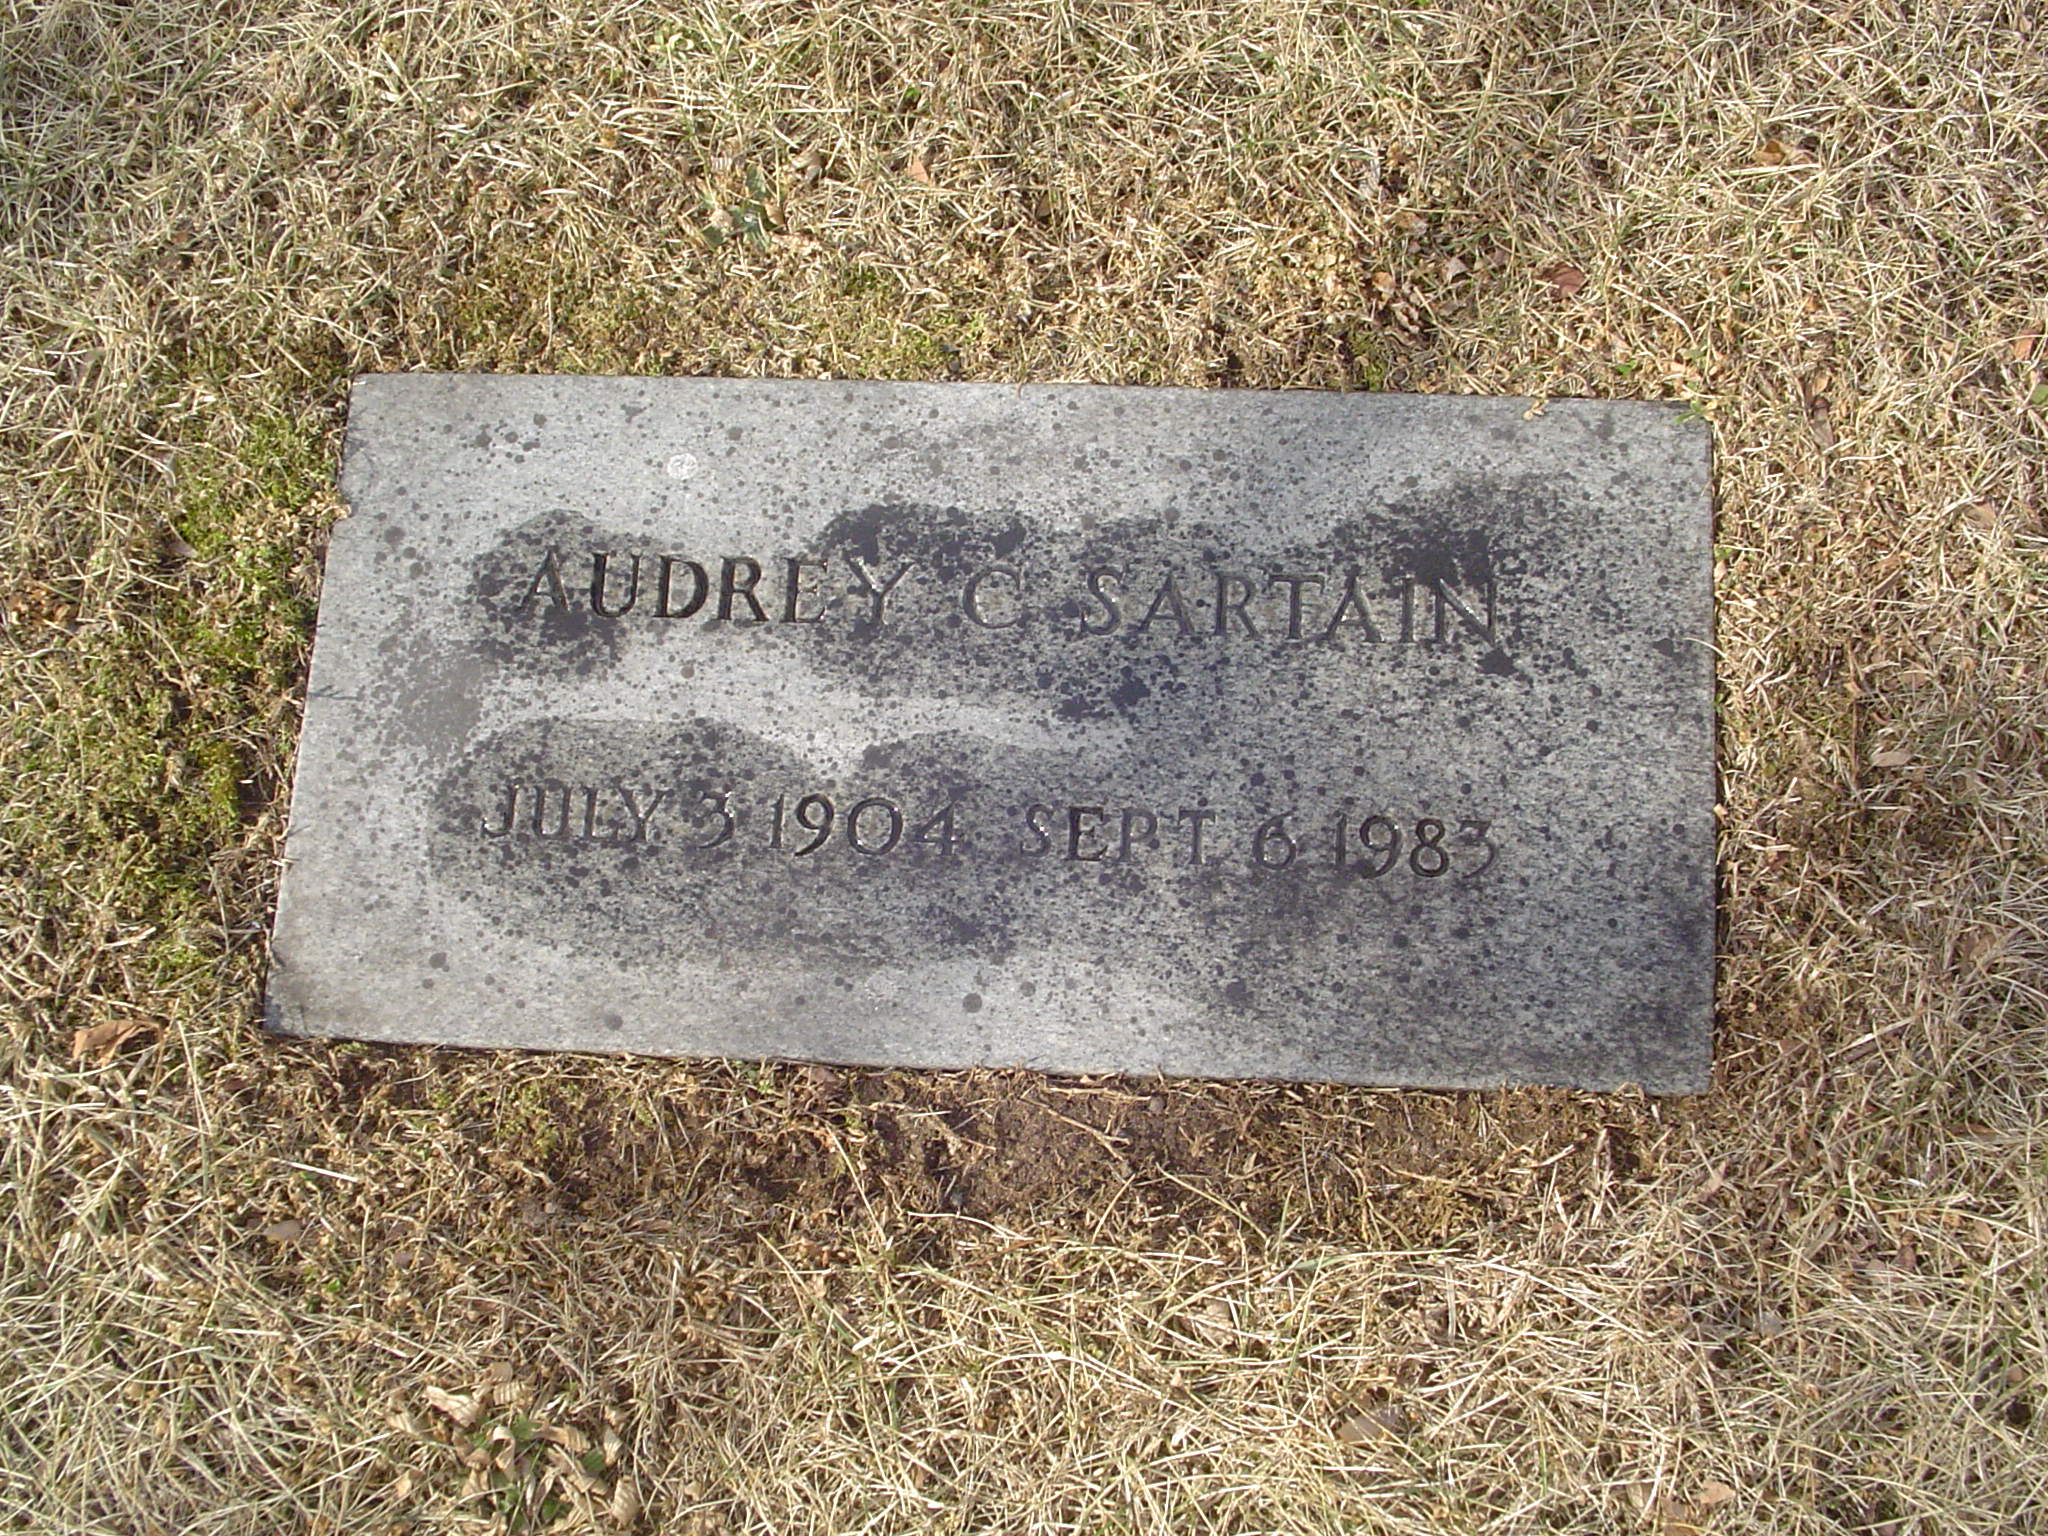 AUDREY C SARTAIN
JULY 3 1904 SEPT. 6 1983